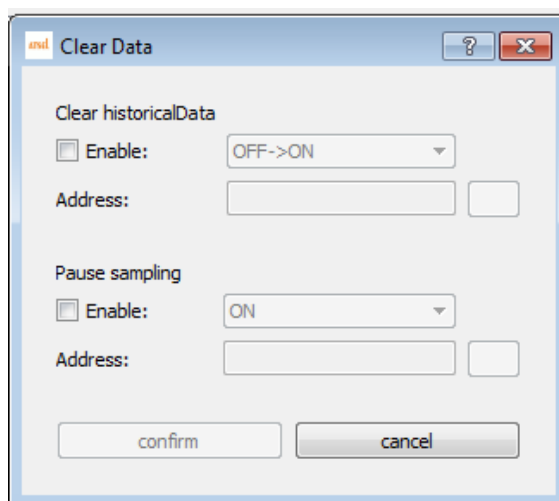 Clear Data
?
Clear historicalData
Enable: OFF->ON
Address:
Pause sampling
Enable: ON
Address:
confirm cancel